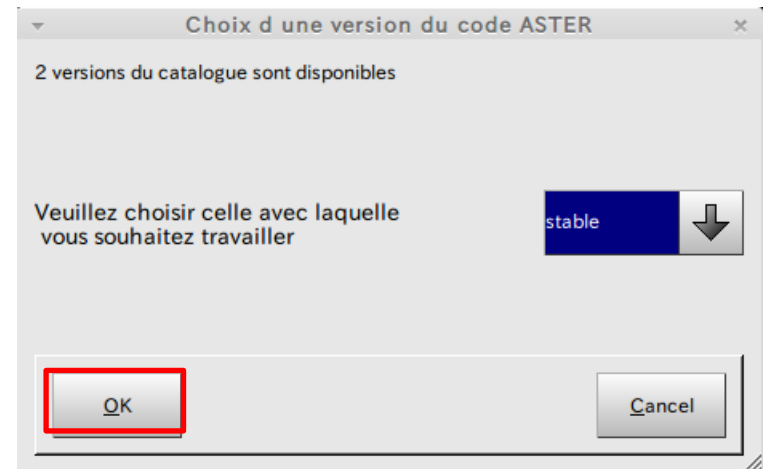 Choix d une version du code ASTER
2 versions du catalogue sont disponibles
Veuillez choisir celle avec laquelle
vous souhaitez travailler
stable
OK
Cancel